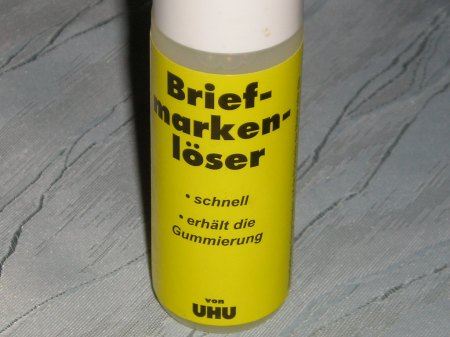 Brief-
marken-
löser
• schnell
• erhält die
Gummierung
von
UHU